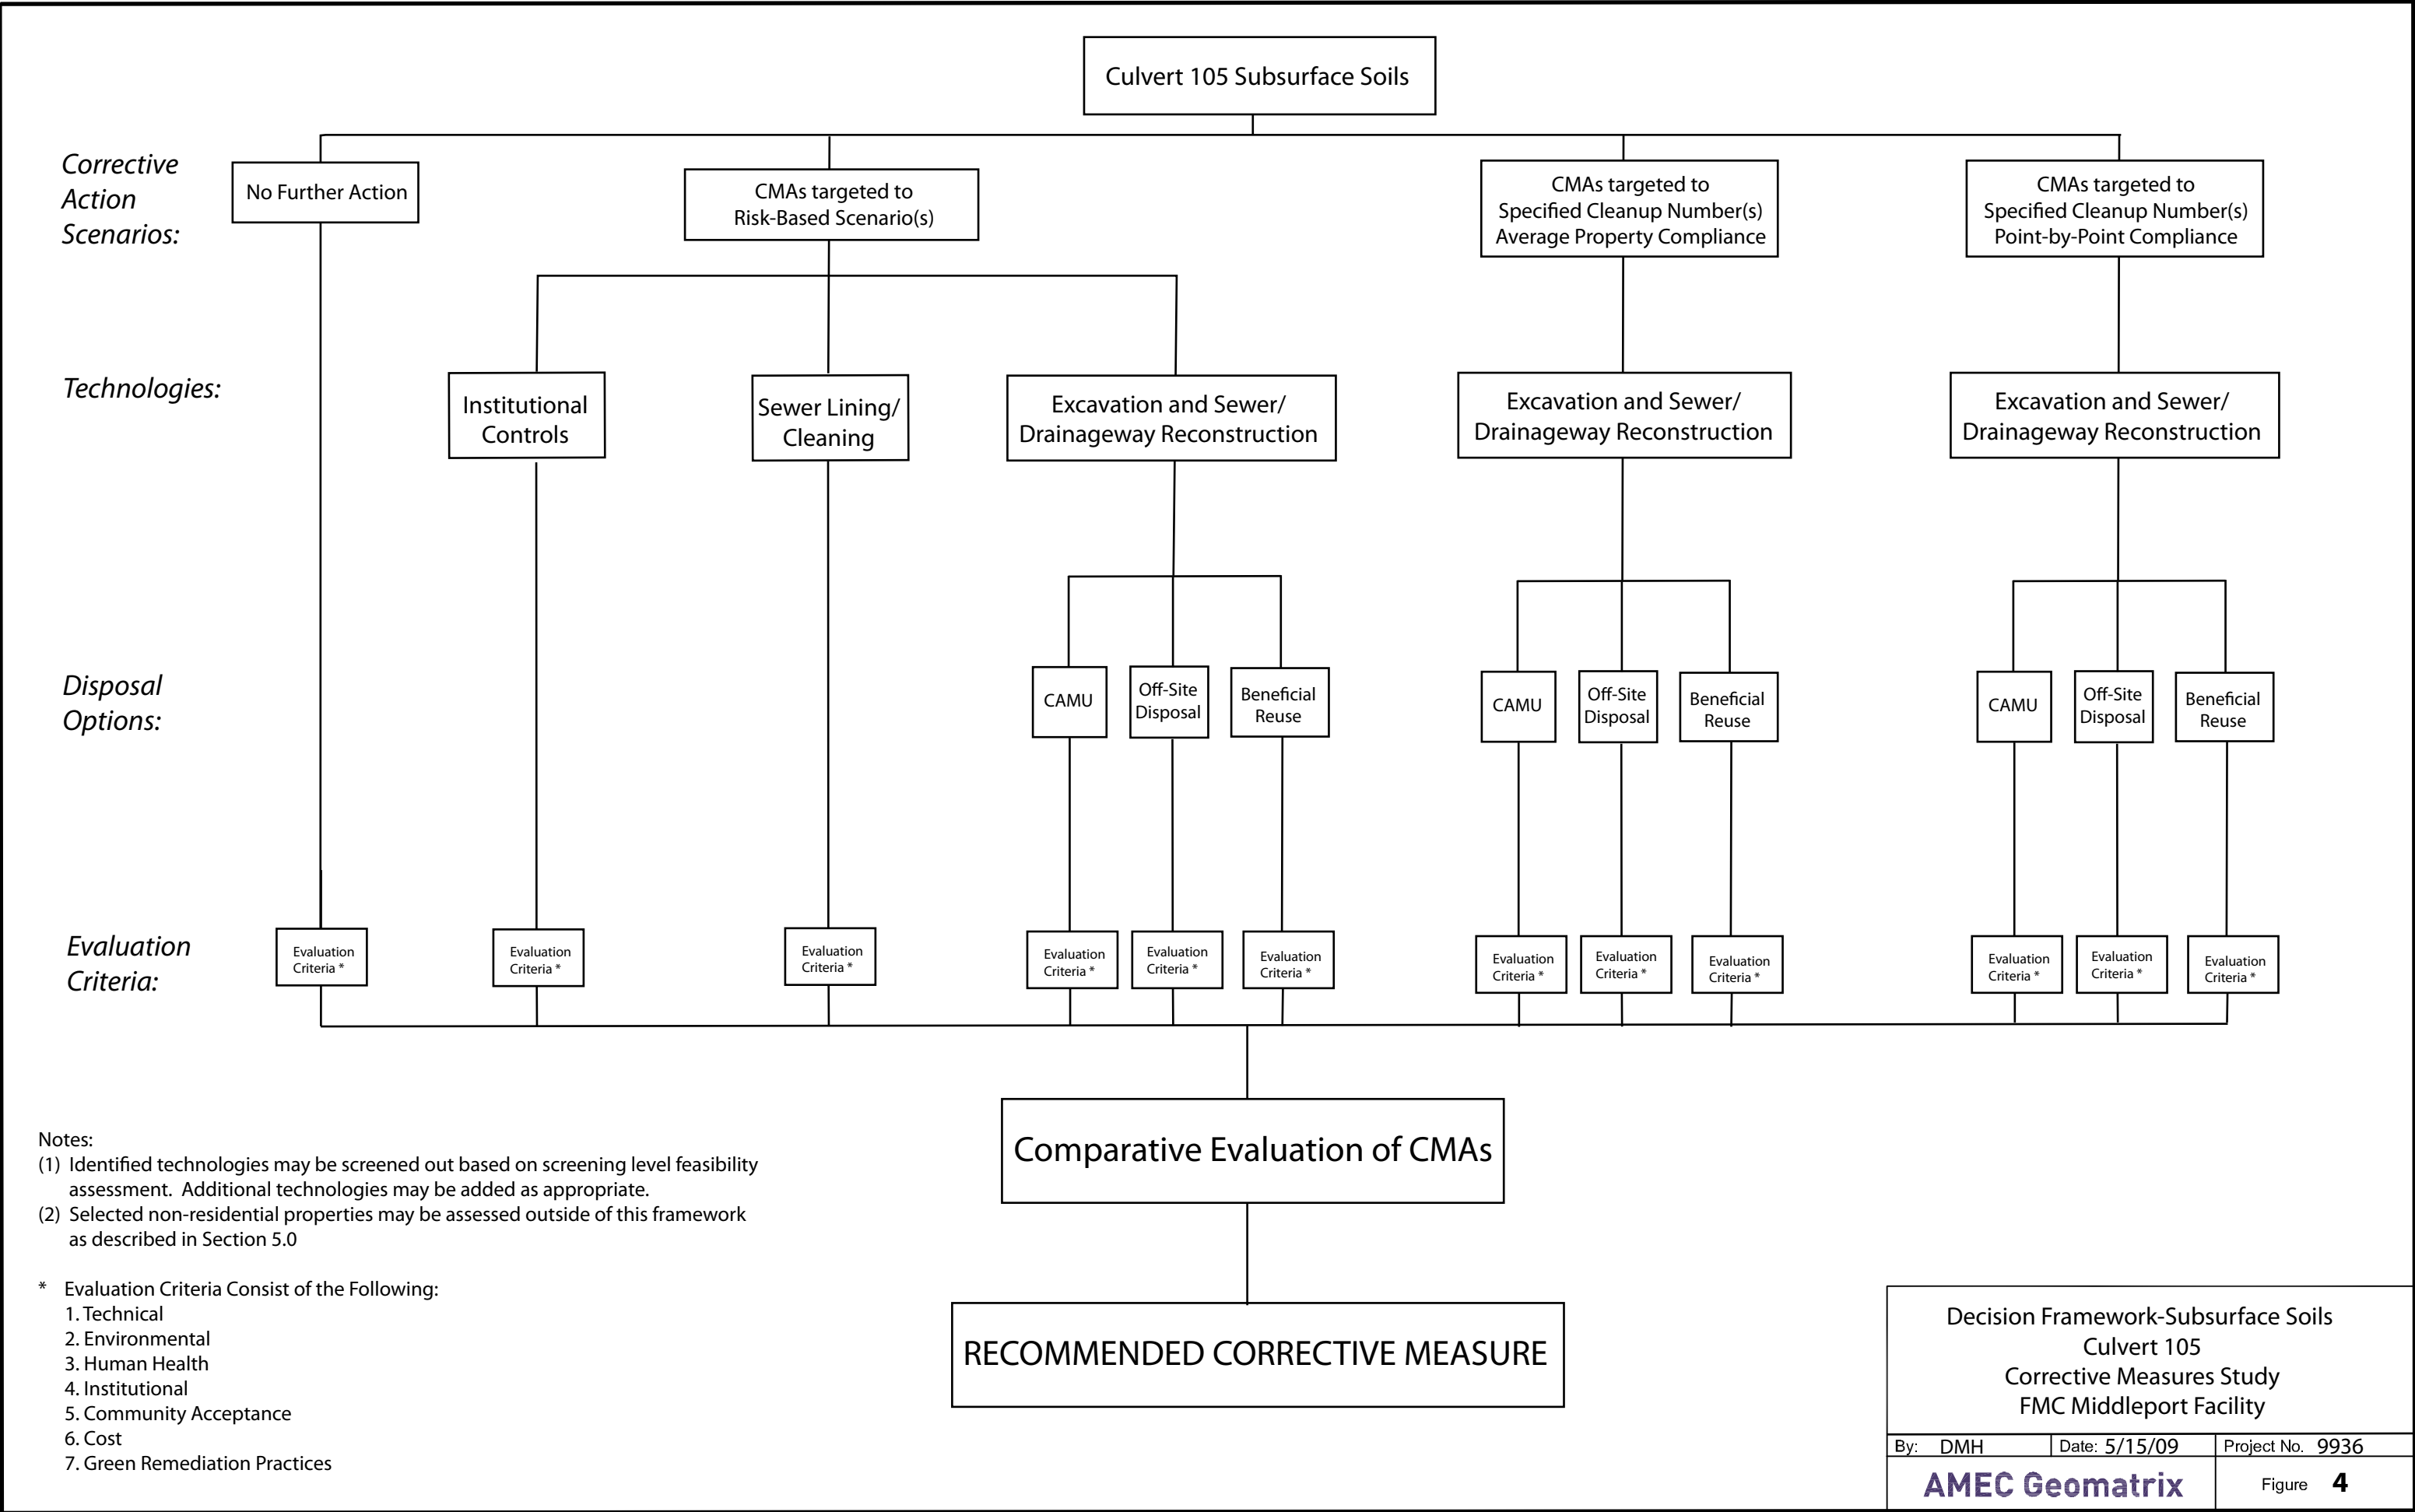 Culvert 105 Subsurface Soils
Corrective
Action
Scenarios:
No Further Action
CMAs targeted to
Risk-Based Scenario(s)
CMAs targeted to
Specified Cleanup Number(s)
Average Property Compliance
CMAs targeted to
Specified Cleanup Number(s)
Point-by-Point Compliance
Technologies:
Institutional
Controls
Sewer Lining/
Cleaning
Excavation and Sewer/
Drainageway Reconstruction
Excavation and Sewer/
Drainageway Reconstruction
Excavation and Sewer/
Drainageway Reconstruction
Disposal
Options:
CAMU
Off-Site
Disposal
Beneficial
Reuse
CAMU
Off-Site
Disposal
Beneficial
Reuse
CAMU
Off-Site
Disposal
Beneficial
Reuse
Evaluation
Criteria:
Evaluation
Criteria *
Evaluation
Criteria *
Evaluation
Criteria *
Evaluation
Criteria *
Evaluation
Criteria *
Evaluation
Criteria *
Evaluation
Criteria *
Evaluation
Criteria *
Evaluation
Criteria *
Evaluation
Criteria *
Evaluation
Criteria *
Evaluation
Criteria *
Comparative Evaluation of CMAs
RECOMMENDED CORRECTIVE MEASURE
Notes:
(1) Identified technologies may be screened out based on screening level feasibility
assessment. Additional technologies may be added as appropriate.
(2) Selected non-residential properties may be assessed outside of this framework
as described in Section 5.0
* Evaluation Criteria Consist of the Following:
1. Technical
2. Environmental
3. Human Health
4. Institutional
5. Community Acceptance
6. Cost
7. Green Remediation Practices
Decision Framework-Subsurface Soils
Culvert 105
Corrective Measures Study
FMC Middleport Facility
By: DMH Date: 5/15/09 Project No. 9936
AMEC Geomatrix Figure 4